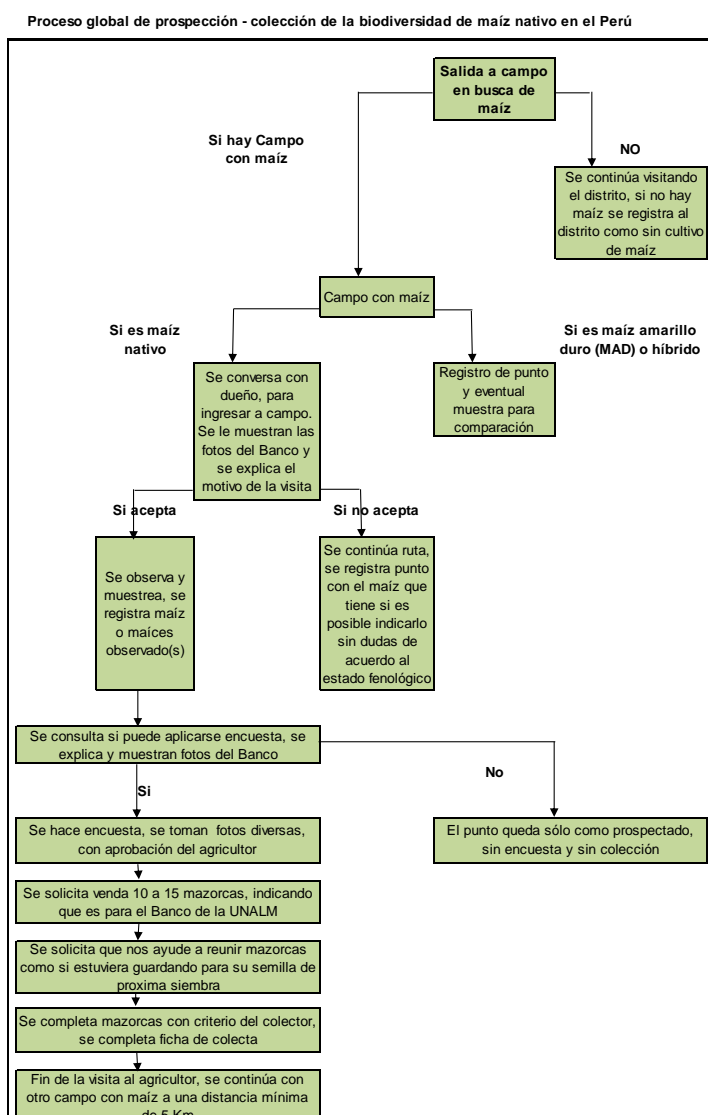 Proceso global de prospección - colección de la biodiversidad de maíz nativo en el Perú
Salida a campo
en busca de
maíz
Si hay Campo
con maíz
NO
Se continúa visitando
el distrito, si no hay
maíz se registra al
distrito como sin cultivo
de maíz
Campo con maíz
Si es maíz
nativo
Si es maíz amarillo
duro (MAD) o híbrido
Se conversa con
dueño, para
ingresar a campo.
Se le muestran las
fotos del Banco y
se explica el
motivo de la visita
Registro de punto
y eventual
muestra para
comparación
Si acepta
Si no acepta
Se observa y
muestrea, se
registra maíz
o maíces
observado(s)
Se continúa ruta,
se registra punto
con el maíz que
tiene si es
posible indicarlo
sin dudas de
acuerdo al
estado fenológico
Se consulta si puede aplicarse encuesta, se
explica y muestran fotos del Banco
Si
No
Se hace encuesta, se toman fotos diversas,
con aprobación del agricultor
El punto queda sólo como prospectado,
sin encuesta y sin colección
Se solicita venda 10 a 15 mazorcas, indicando
que es para el Banco de la UNALM
Se solicita que nos ayude a reunir mazorcas
como si estuviera guardando para su semilla de
proxima siembra
Se completa mazorcas con criterio del colector,
se completa ficha de colecta
Fin de la visita al agricultor, se continúa con
otro campo con maíz a una distancia mínima
de 5 Km